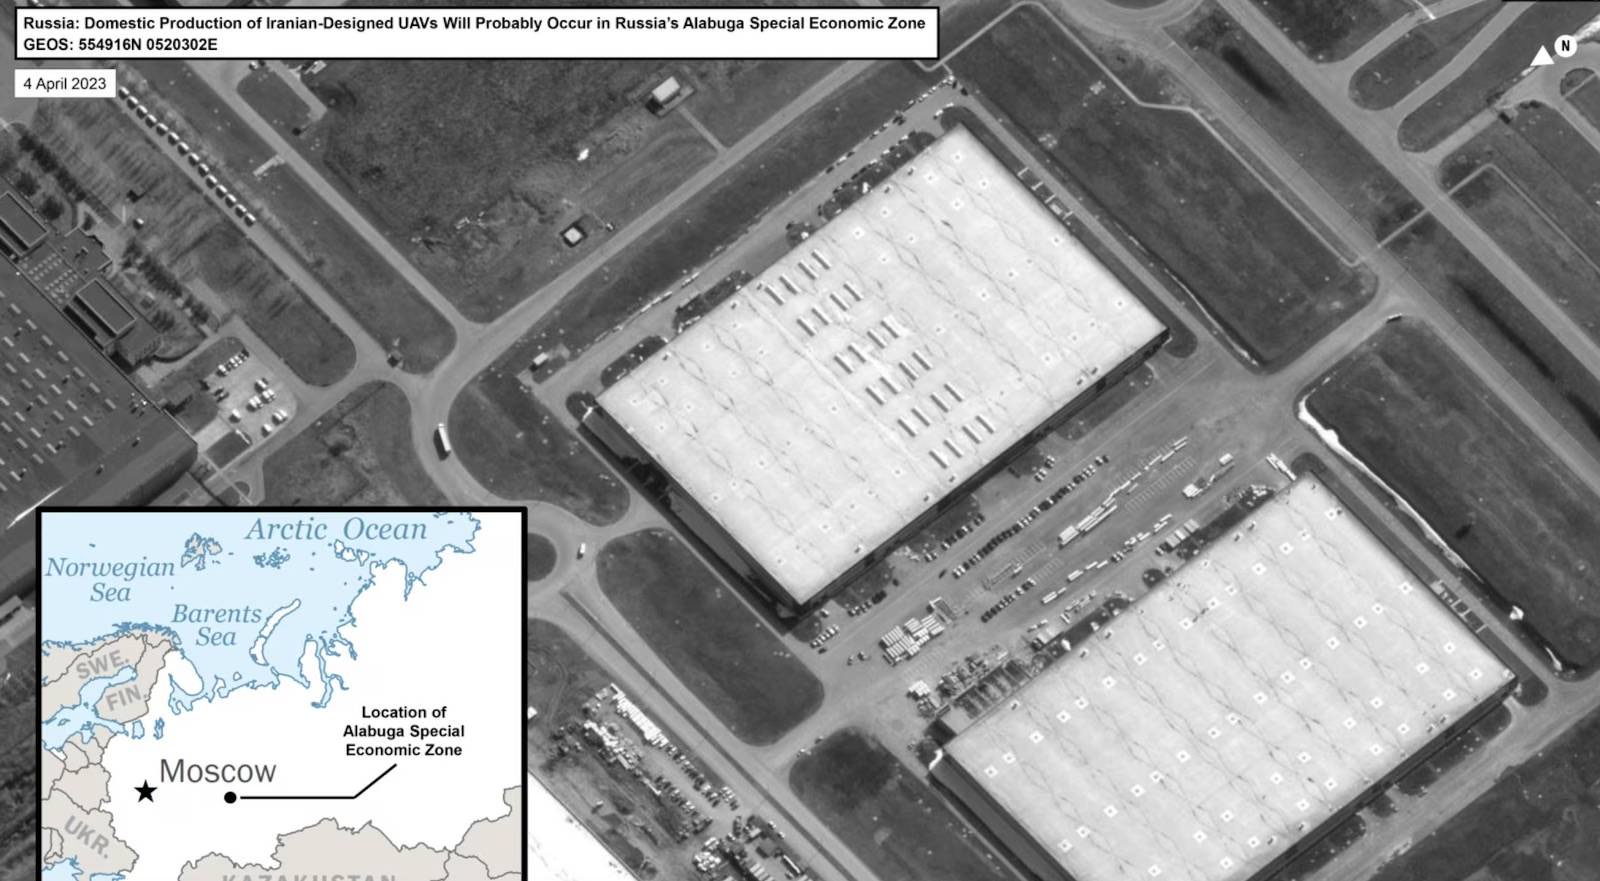 Russia: Domestic Production of Iranian-Designed UAVs Will Probably Occur in Russia's Alabuga Special Economic Zone
GEOS: 554916N 0520302E
4 April 2023
N
Arctic Ocean
Norwegian
Sea
Barents
Sea
SWE.
FIN.
Location of
Alabuga Special
Economic Zone
Moscow
UKR.
KAZAKHSTAN